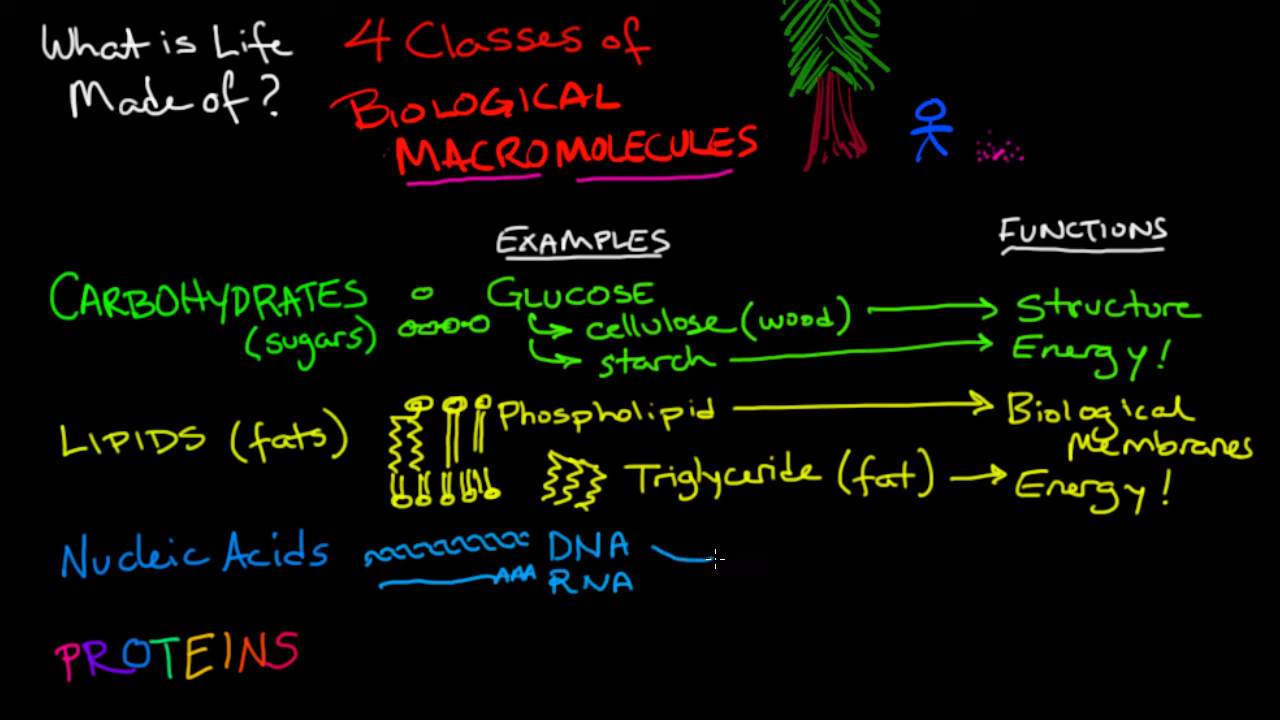 What is Life
Made of?
4 Classes of
BIOLOGICAL
MACROMOLECULES
EXAMPLES
FUNCTIONS
CARBOHYDRATES
(sugars)
GLUCOSE
cellulose (wood)
starch
Structure
Energy!
LIPIDS (fats)
Phospholipid
Biological
Membranes
Triglyceride (fat)
Energy!
Nucleic Acids
DNA
AAA
RNA
PROTEINS